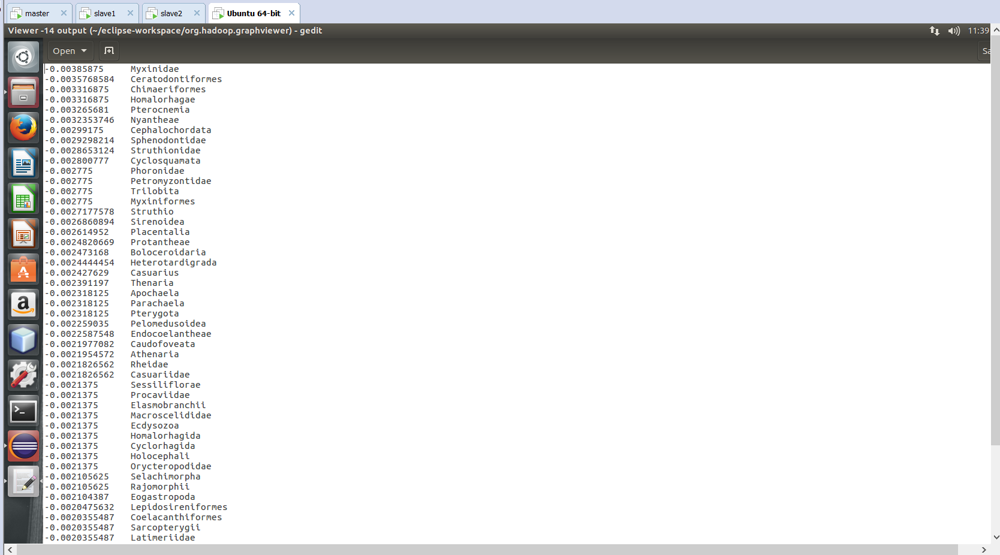 master slave1 slave2 Ubuntu 64-bit
Viewer -14 output (~/eclipse-workspace/org.hadoop.graphviewer) - gedit 11:39
Open Sa
-0.00385875 Myxinidae
-0.0035768584 Ceratodontiformes
-0.003316875 Chimaeriformes
-0.003316875 Homalorhagae
-0.003265681 Pterocnemia
-0.0032353746 Nyantheae
-0.00299175 Cephalochordata
-0.0029298214 Sphenodontidae
-0.0028653124 Struthionidae
-0.002800777 Cyclosquamata
-0.002775 Phoronidae
-0.002775 Petromyzontidae
-0.002775 Trilobita
-0.002775 Myxiniformes
-0.0027177578 Struthio
-0.0026860894 Sirenoidea
-0.002614952 Placentalia
-0.0024820669 Protantheae
-0.002473168 Boloceroidaria
-0.0024444454 Heterotardigrada
-0.002427629 Casuarius
-0.002391197 Thenaria
-0.002318125 Apochaela
-0.002318125 Parachaela
-0.002318125 Pterygota
-0.002259035 Pelomedusoidea
-0.0022587548 Endocoelantheae
-0.0021977082 Caudofoveata
-0.0021954572 Athenaria
-0.0021826562 Rheidae
-0.0021826562 Casuariidae
-0.0021375 Sessiliflorae
-0.0021375 Procaviidae
-0.0021375 Elasmobranchii
-0.0021375 Macroscelididae
-0.0021375 Ecdysozoa
-0.0021375 Homalorhagida
-0.0021375 Cyclorhagida
-0.0021375 Holocephali
-0.0021375 Orycteropodidae
-0.002105625 Selachimorpha
-0.002105625 Rajomorphii
-0.002104387 Eogastropoda
-0.0020475632 Lepidosireniformes
-0.0020355487 Coelacanthiformes
-0.0020355487 Sarcopterygii
-0.0020355487 Latimeriidae